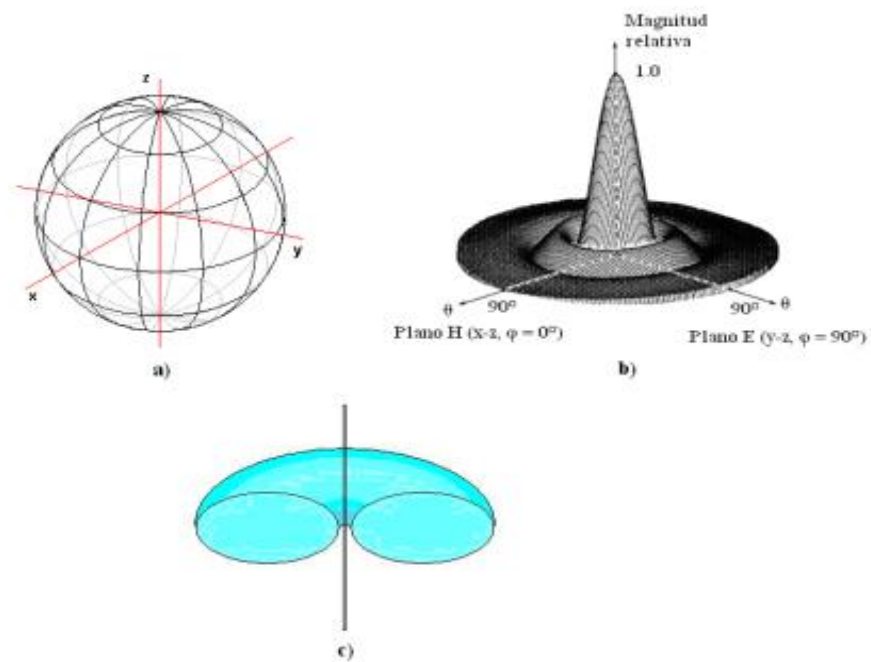 z
y
x
a)
Magnitud
relativa
1.0
θ
90º
90º
θ
Plano H (x-z, φ = 0º)
Plano E (y-z, φ = 90º)
b)
c)